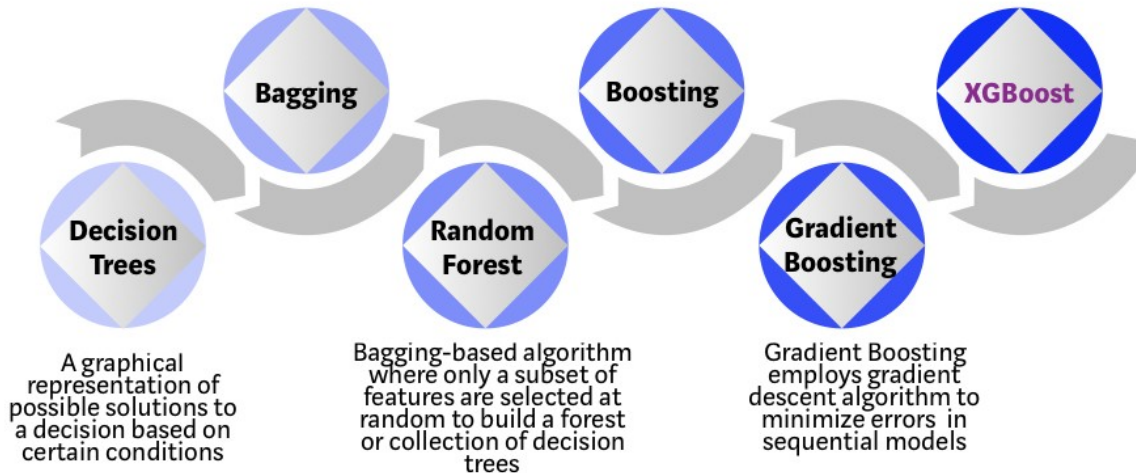 Bagging
Boosting
XGBoost
Decision
Trees
Random
Forest
Gradient
Boosting
A graphical
representation of
possible solutions to
a decision based on
certain conditions
Bagging-based algorithm
where only a subset of
features are selected at
random to build a forest
or collection of decision
trees
Gradient Boosting
employs gradient
descent algorithm to
minimize errors in
sequential models